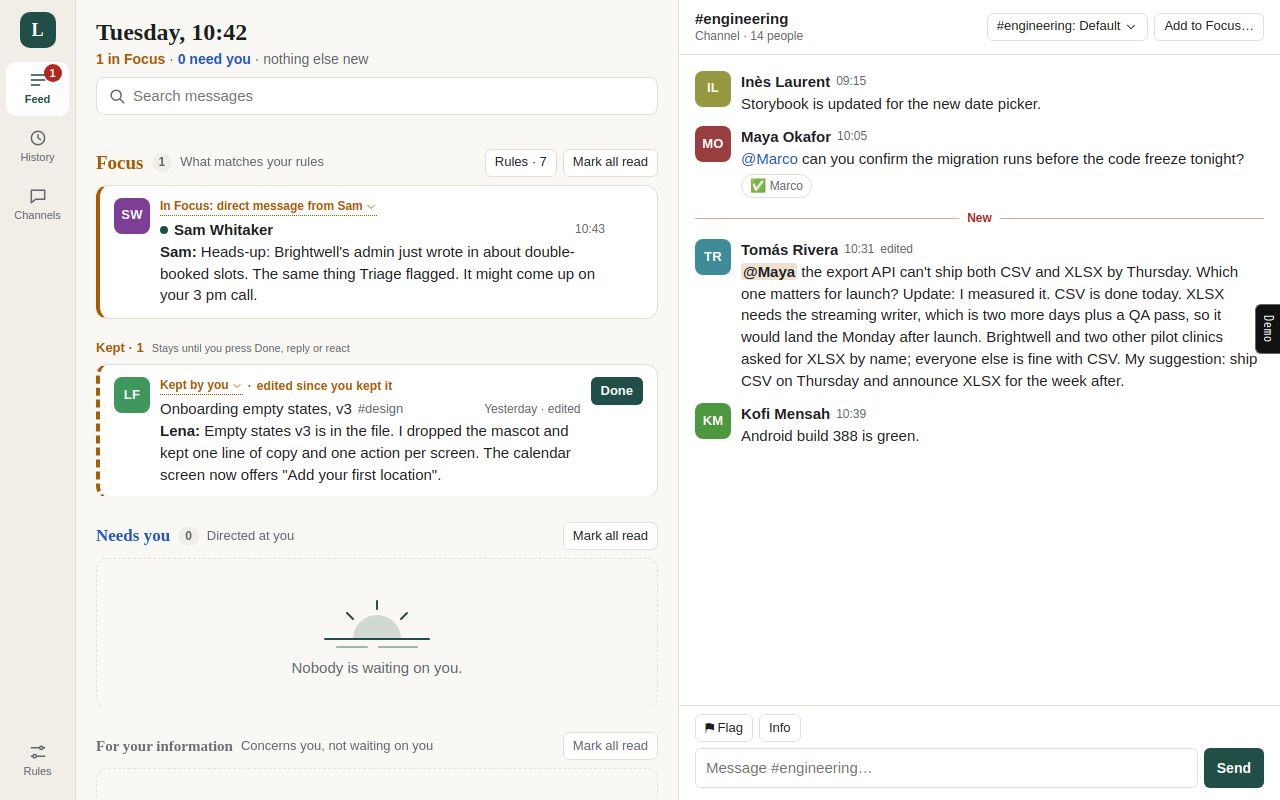 L
1
Feed
History
Channels
Rules
Tuesday, 10:42
1 in Focus · 0 need you · nothing else new
Search messages
Focus 1 What matches your rules Rules · 7 Mark all read
SW
In Focus: direct message from Sam
Sam Whitaker 10:43
Sam: Heads-up: Brightwell's admin just wrote in about double-
booked slots. The same thing Triage flagged. It might come up on
your 3 pm call.
Kept · 1 Stays until you press Done, reply or react
LF
Kept by you · edited since you kept it
Done
Onboarding empty states, v3 #design Yesterday · edited
Lena: Empty states v3 is in the file. I dropped the mascot and
kept one line of copy and one action per screen. The calendar
screen now offers "Add your first location".
Needs you 0 Directed at you Mark all read
Nobody is waiting on you.
For your information Concerns you, not waiting on you Mark all read
#engineering
Channel · 14 people
#engineering: Default
Add to Focus…
IL
Inès Laurent 09:15
Storybook is updated for the new date picker.
MO
Maya Okafor 10:05
@Marco can you confirm the migration runs before the code freeze tonight?
✅ Marco
New
TR
Tomás Rivera 10:31 edited
@Maya the export API can't ship both CSV and XLSX by Thursday. Which
one matters for launch? Update: I measured it. CSV is done today. XLSX
needs the streaming writer, which is two more days plus a QA pass, so it
would land the Monday after launch. Brightwell and two other pilot clinics
asked for XLSX by name; everyone else is fine with CSV. My suggestion: ship
CSV on Thursday and announce XLSX for the week after.
KM
Kofi Mensah 10:39
Android build 388 is green.
Demo
Flag
Info
Message #engineering…
Send